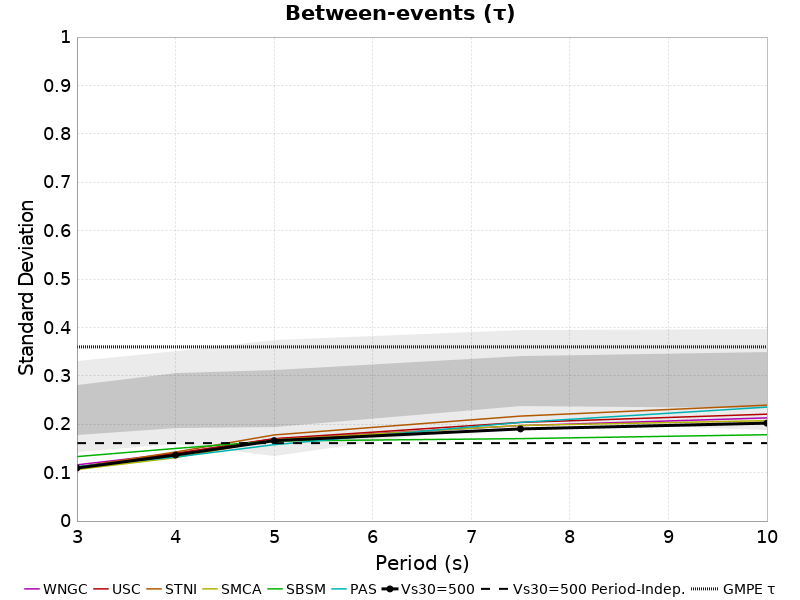 Between-events (τ)
Standard Deviation
1
0.9
0.8
0.7
0.6
0.5
0.4
0.3
0.2
0.1
0
3 4 5 6 7 8 9 10
Period (s)
WNGC USC STNI SMCA SBSM PAS Vs30=500 Vs30=500 Period-Indep. GMPE τ